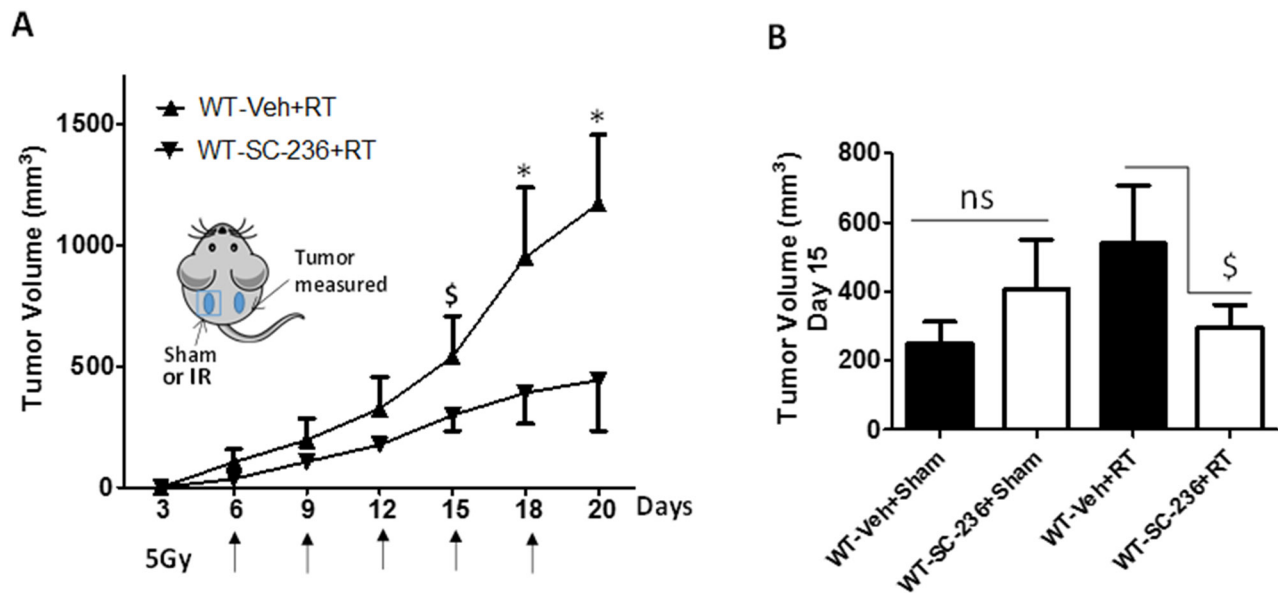 A
WT-Veh+RT
WT-SC-236+RT
Tumor Volume (mm³)
1500
1000
500
0
*
*
$
Tumor
measured
Sham
or IR
3 6 9 12 15 18 20 Days
5Gy
B
Tumor Volume (mm³)
Day 15
800
600
400
200
0
ns
$
WT-Veh+Sham
WT-SC-236+Sham
WT-Veh+RT
WT-SC-236+RT